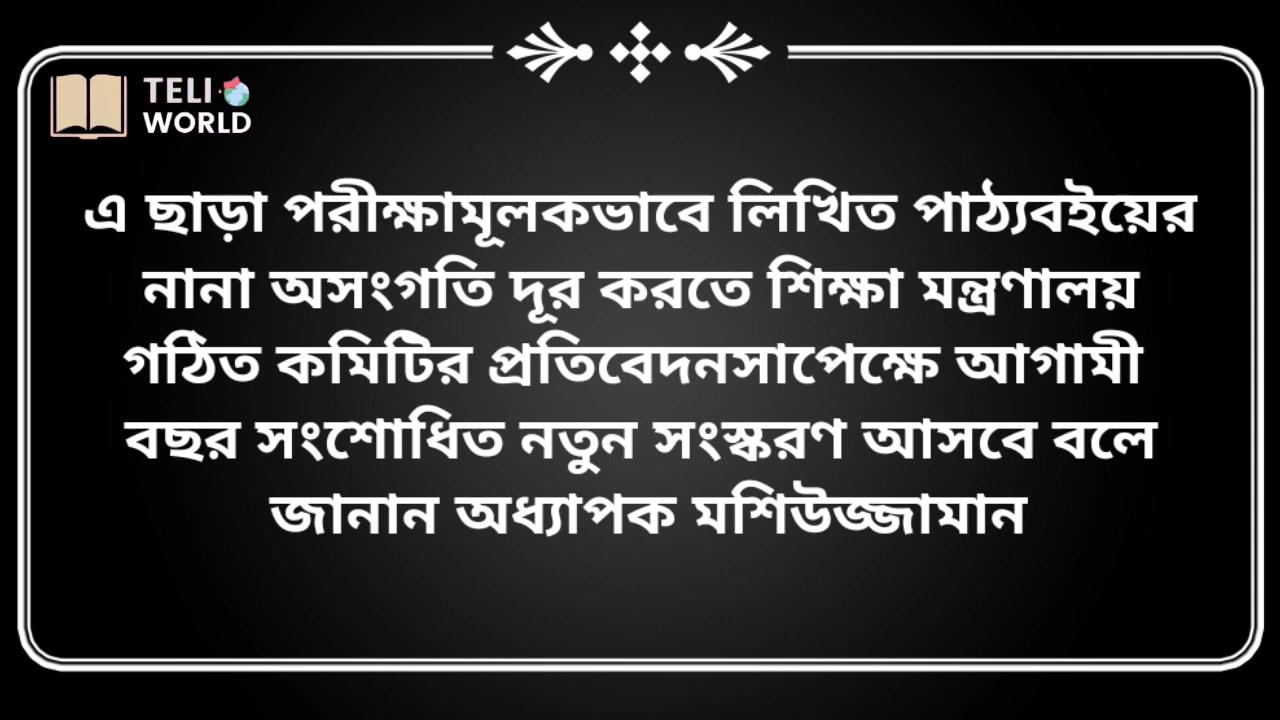 TELI
WORLD
এ ছাড়া পরীক্ষামূলকভাবে লিখিত পাঠ্যবইয়ের
নানা অসংগতি দূর করতে শিক্ষা মন্ত্রণালয়
গঠিত কমিটির প্রতিবেদনসাপেক্ষে আগামী
বছর সংশোধিত নতুন সংস্করণ আসবে বলে
জানান অধ্যাপক মশিউজ্জামান